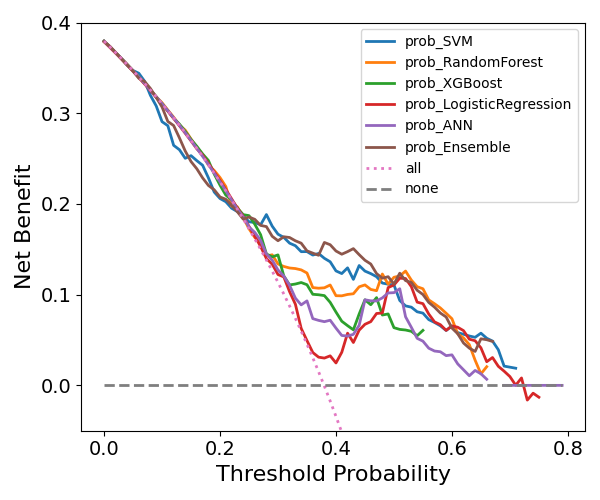 0.4
0.3
0.2
0.1
0.0
Net Benefit
prob_SVM
prob_RandomForest
prob_XGBoost
prob_LogisticRegression
prob_ANN
prob_Ensemble
all
none
0.0 0.2 0.4 0.6 0.8
Threshold Probability